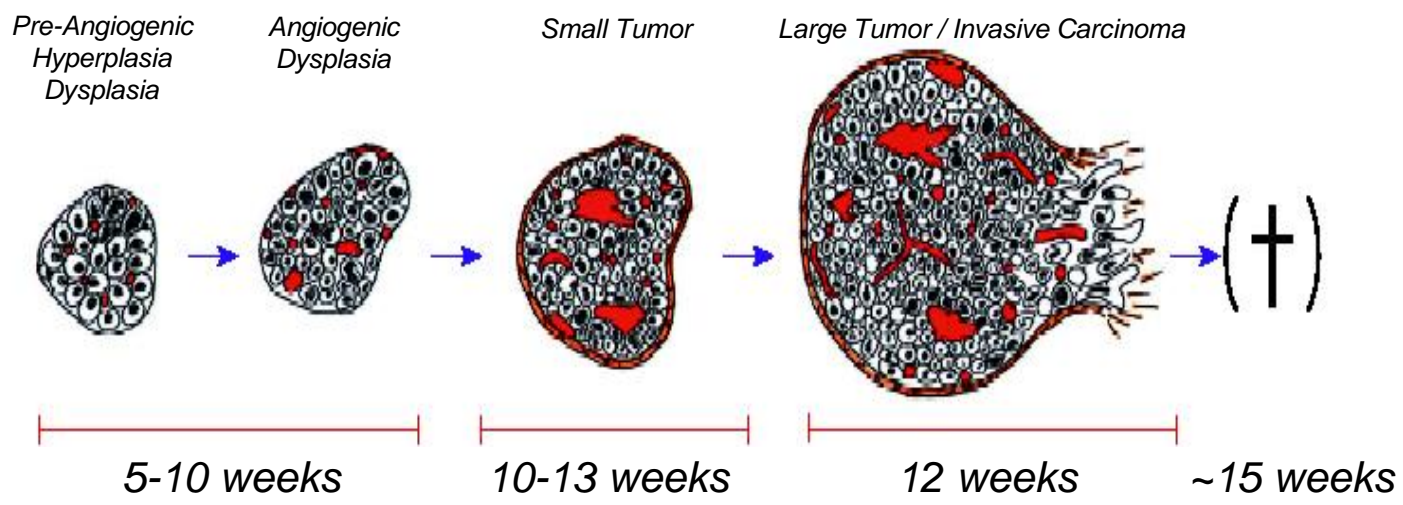 Pre-Angiogenic
Hyperplasia
Dysplasia
Angiogenic
Dysplasia
Small Tumor
Large Tumor / Invasive Carcinoma
5-10 weeks
10-13 weeks
12 weeks
~15 weeks